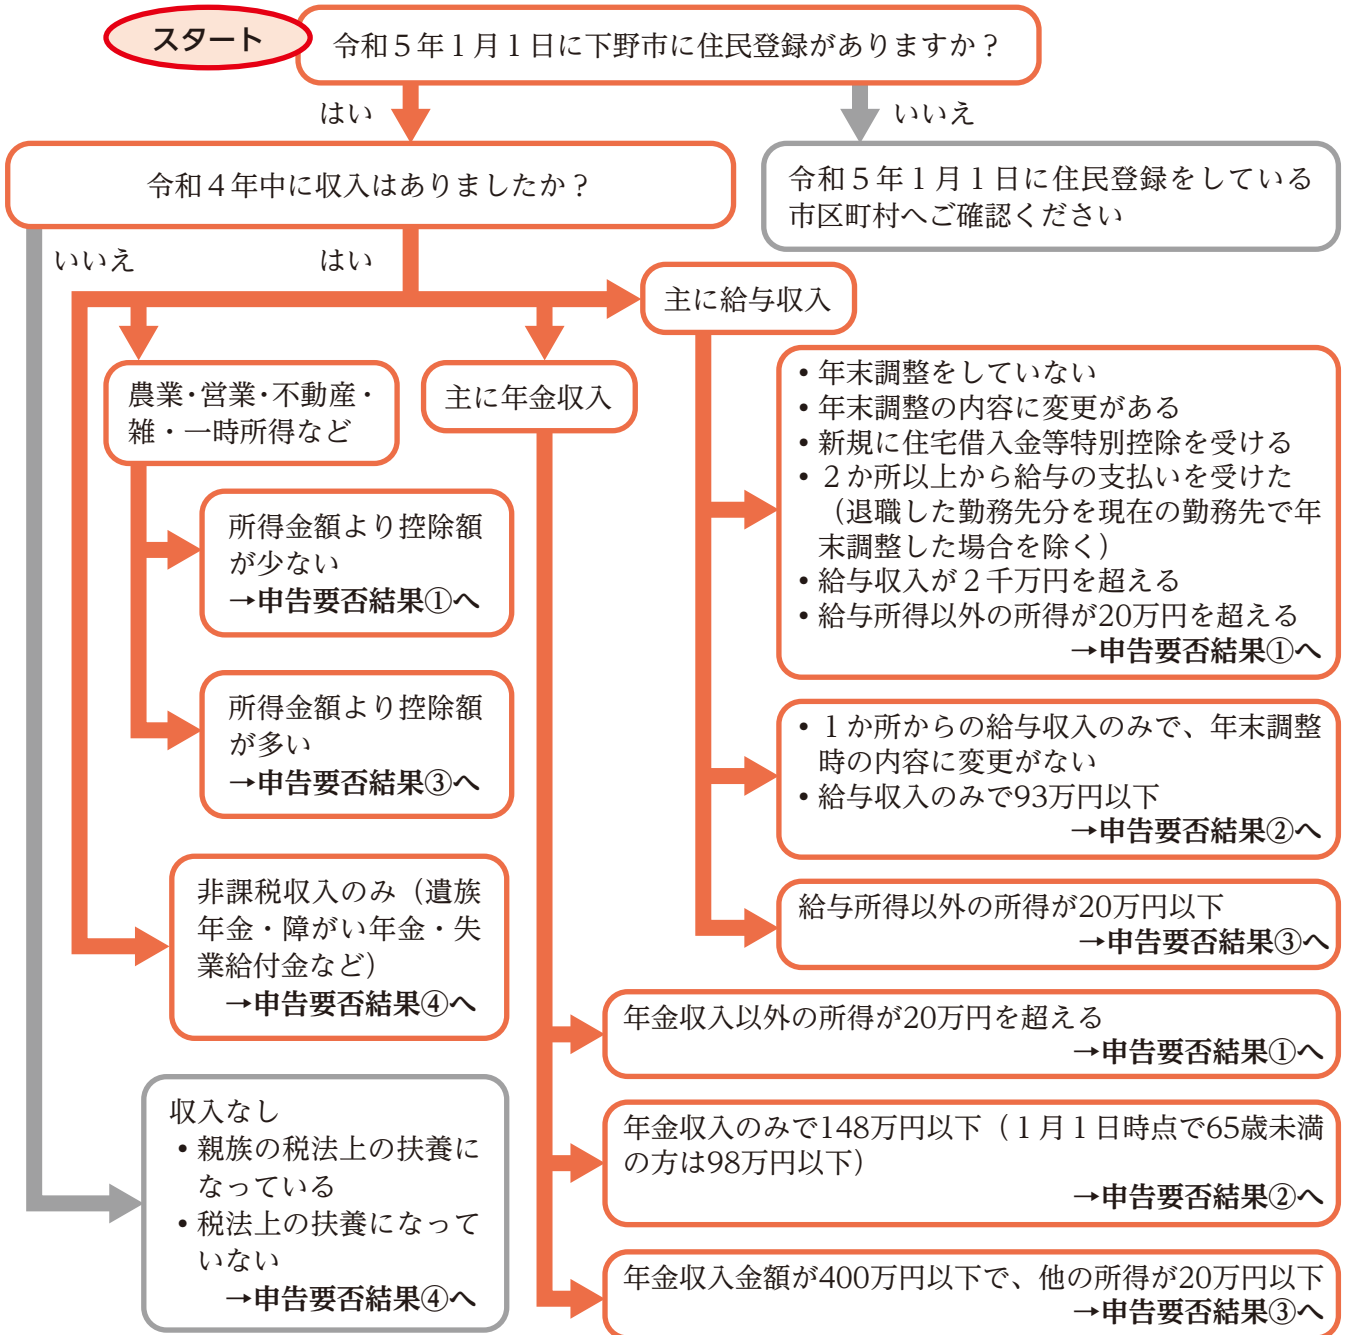 スタート
令和５年１月１日に下野市に住民登録がありますか？
はい
いいえ
令和４年中に収入はありましたか？
令和５年１月１日に住民登録をしている
市区町村へご確認ください
いいえ
はい
主に給与収入
農業・営業・不動産・
雑・一時所得など
主に年金収入
・年末調整をしていない
・年末調整の内容に変更がある
・新規に住宅借入金等特別控除を受ける
・２か所以上から給与の支払いを受けた
（退職した勤務先分を現在の勤務先で年
末調整した場合を除く）
・給与収入が２千万円を超える
・給与所得以外の所得が20万円を超える
→申告要否結果①へ
所得金額より控除額
が少ない
→申告要否結果①へ
所得金額より控除額
が多い
→申告要否結果③へ
・１か所からの給与収入のみで、年末調整
時の内容に変更がない
・給与収入のみで93万円以下
→申告要否結果②へ
非課税収入のみ（遺族
年金・障がい年金・失
業給付金など）
→申告要否結果④へ
給与所得以外の所得が20万円以下
→申告要否結果③へ
年金収入以外の所得が20万円を超える
→申告要否結果①へ
収入なし
・親族の税法上の扶養に
なっている
・税法上の扶養になって
いない
→申告要否結果④へ
年金収入のみで148万円以下（１月１日時点で65歳未満
の方は98万円以下）
→申告要否結果②へ
年金収入金額が400万円以下で、他の所得が20万円以下
→申告要否結果③へ